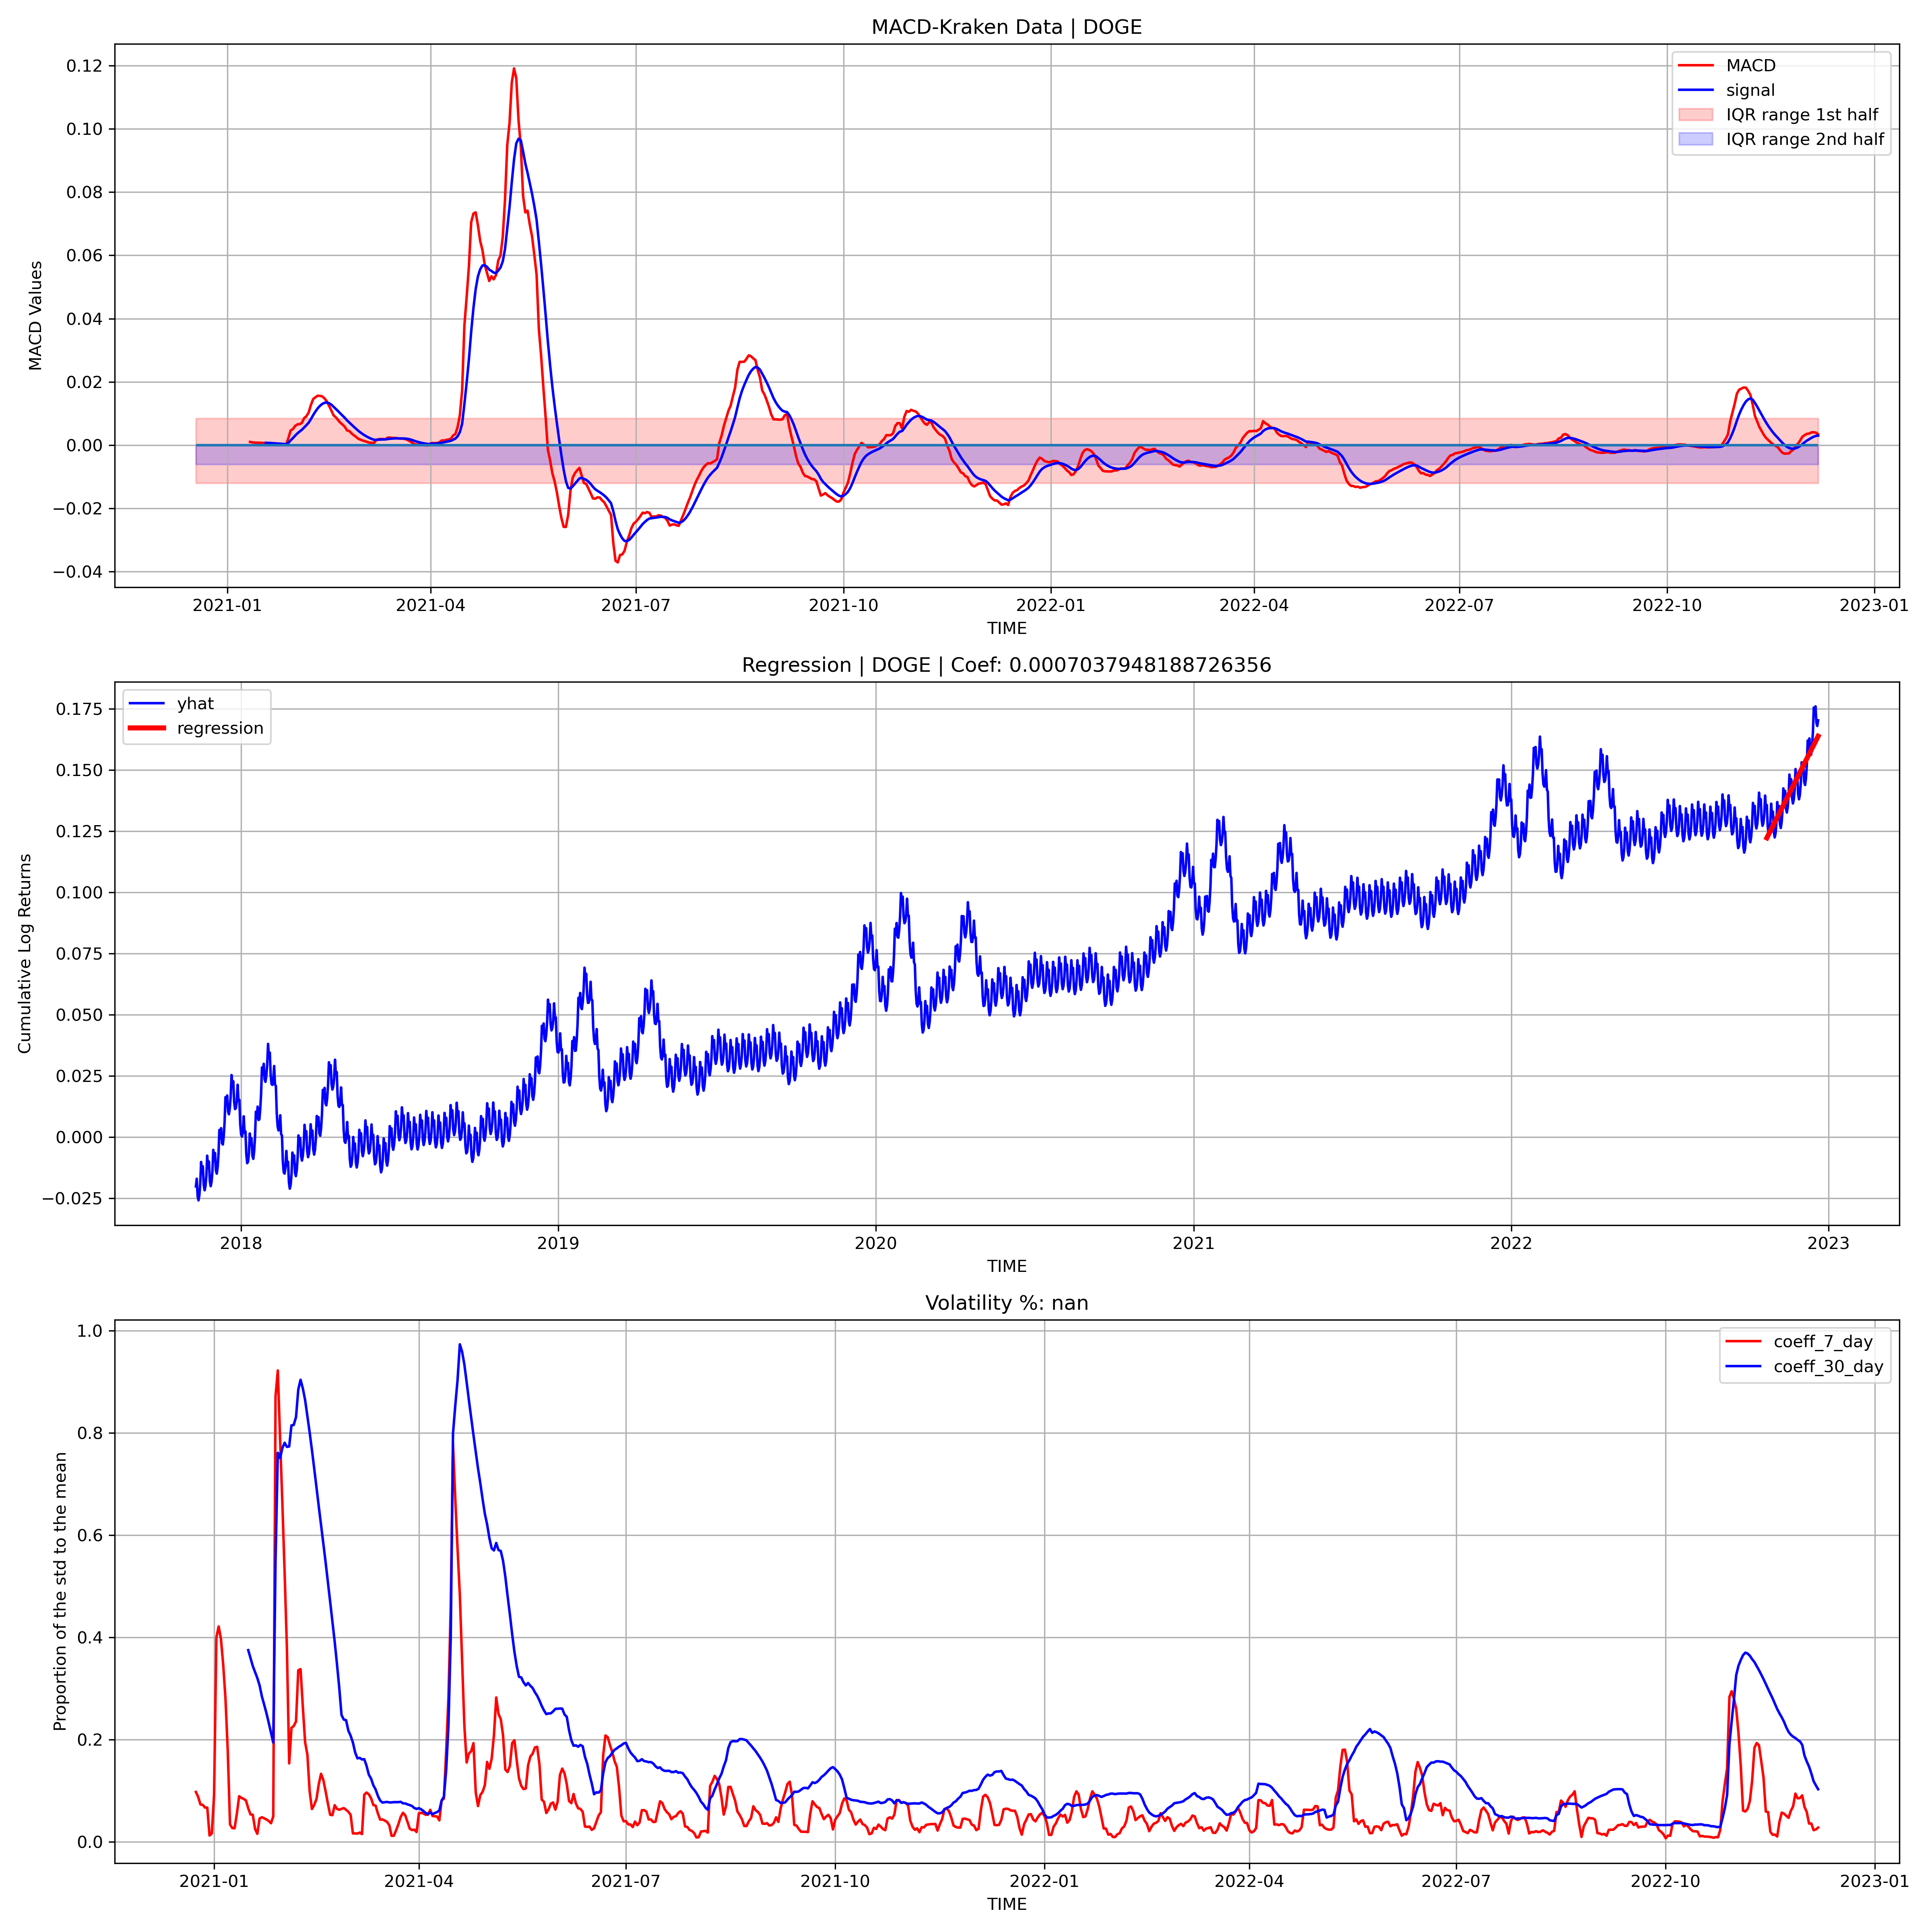 MACD-Kraken Data | DOGE
MACD
signal
IQR range 1st half
IQR range 2nd half
0.12
0.10
0.08
0.06
0.04
0.02
0.00
−0.02
−0.04
MACD Values
2021-01 2021-04 2021-07 2021-10 2022-01 2022-04 2022-07 2022-10 2023-01
TIME
Regression | DOGE | Coef: 0.0007037948188726356
yhat
regression
0.175
0.150
0.125
0.100
0.075
0.050
0.025
0.000
−0.025
Cumulative Log Returns
2018 2019 2020 2021 2022 2023
TIME
Volatility %: nan
coeff_7_day
coeff_30_day
1.0
0.8
0.6
0.4
0.2
0.0
Proportion of the std to the mean
2021-01 2021-04 2021-07 2021-10 2022-01 2022-04 2022-07 2022-10 2023-01
TIME